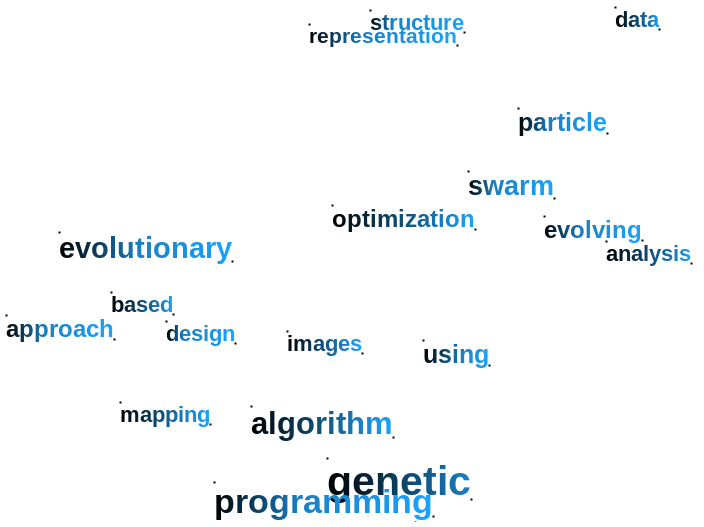 structure
data
representation
particle
swarm
optimization
evolving
evolutionary
analysis
based
approach
design
images
using
mapping
algorithm
genetic
programming